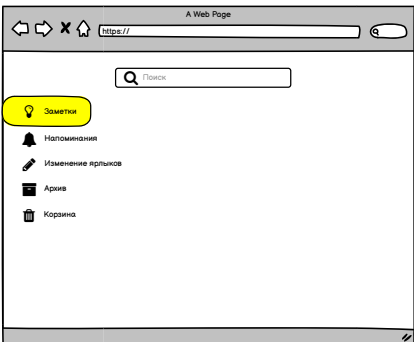 A Web Page
https://
Поиск
Заметки
Напоминания
Изменение ярлыков
Архив
Корзина